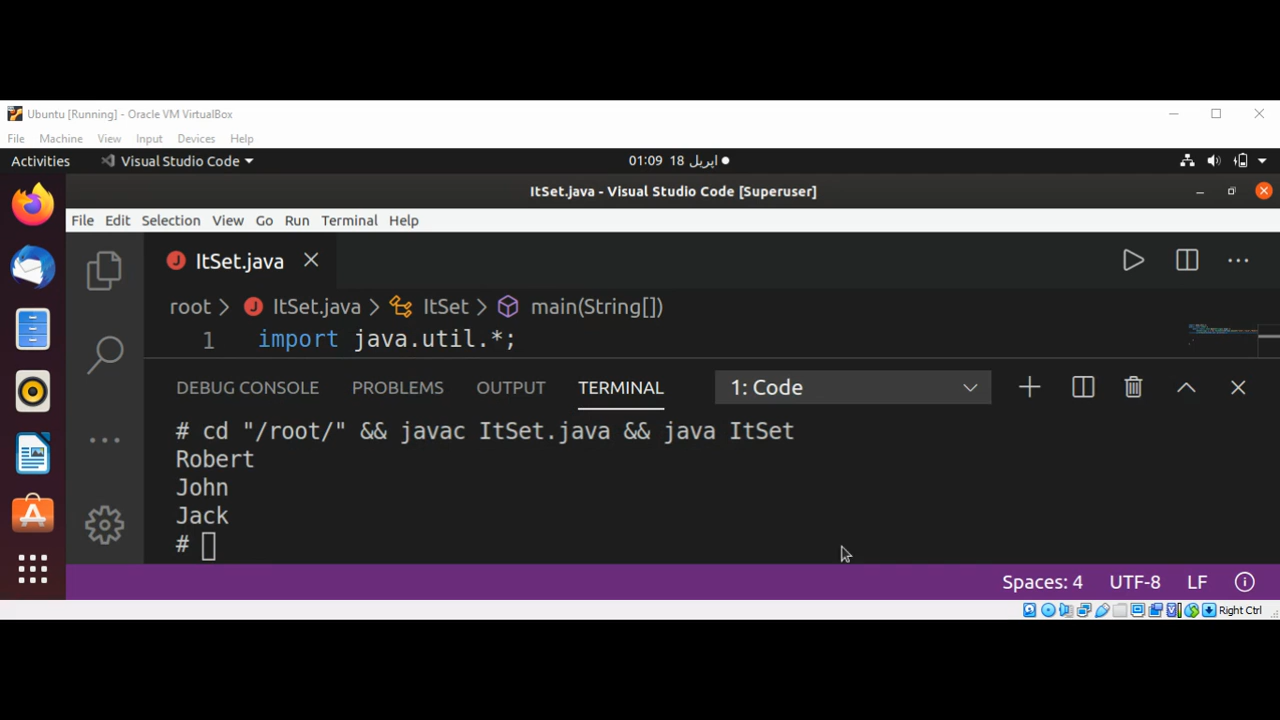 Ubuntu [Running] - Oracle VM VirtualBox
File Machine View Input Devices Help
Activities Visual Studio Code 01:09 18 اپریل
ItSet.java - Visual Studio Code [Superuser]
File Edit Selection View Go Run Terminal Help
ItSet.java
root > ItSet.java > ItSet > main(String[])
1 import java.util.*;
DEBUG CONSOLE PROBLEMS OUTPUT TERMINAL 1: Code
# cd "/root/" && javac ItSet.java && java ItSet
Robert
John
Jack
#
Spaces: 4 UTF-8 LF
Right Ctrl